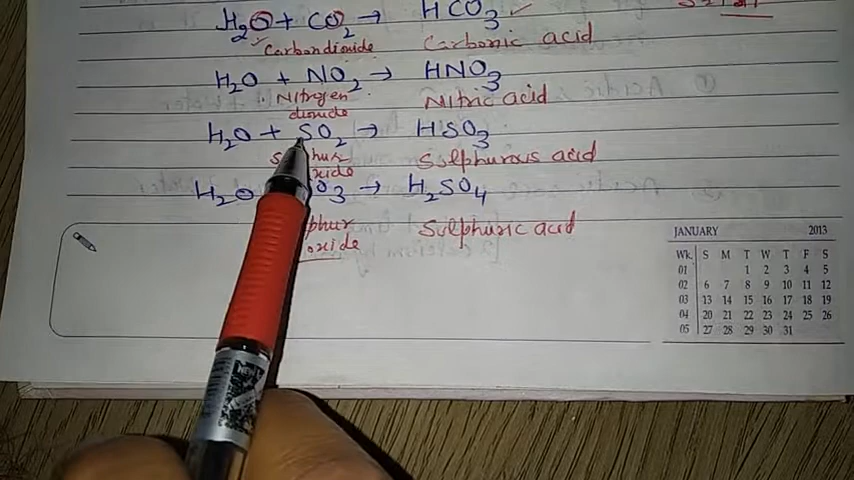 H₂O + CO₂ → HCO₃
Carbondioxide Carbonic acid
H₂O + NO₂ → HNO₃
Nitrogen Nitric acid
dioxide
H₂O + SO₂ → HSO₃
Sulphurous acid
H₂O O₃ → H₂SO₄
Sulphuric acid
JANUARY 2013
Wk. S M T W T F S
01 1 2 3 4 5
02 6 7 8 9 10 11 12
03 13 14 15 16 17 18 19
04 20 21 22 23 24 25 26
05 27 28 29 30 31